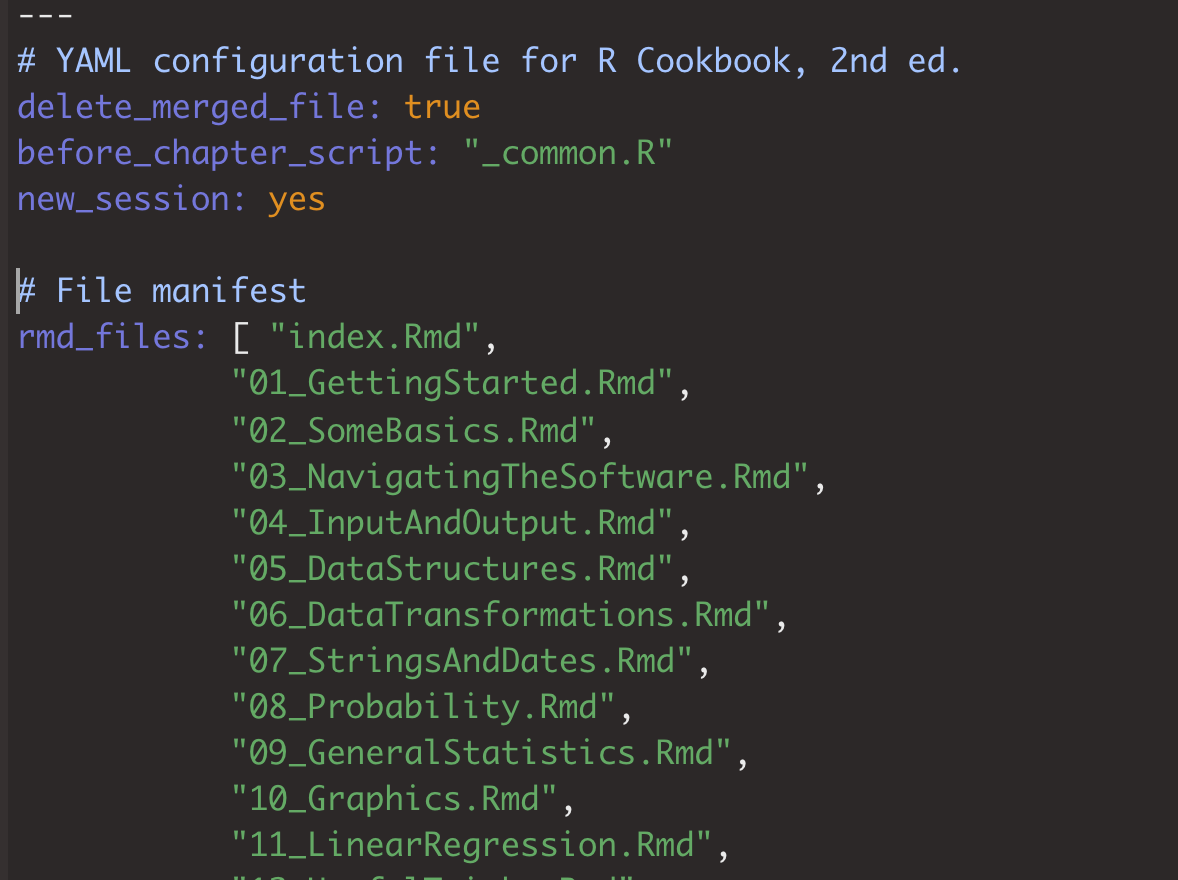 ---
# YAML configuration file for R Cookbook, 2nd ed.
delete_merged_file: true
before_chapter_script: "_common.R"
new_session: yes
# File manifest
rmd_files: [ "index.Rmd",
"01_GettingStarted.Rmd",
"02_SomeBasics.Rmd",
"03_NavigatingTheSoftware.Rmd",
"04_InputAndOutput.Rmd",
"05_DataStructures.Rmd",
"06_DataTransformations.Rmd",
"07_StringsAndDates.Rmd",
"08_Probability.Rmd",
"09_GeneralStatistics.Rmd",
"10_Graphics.Rmd",
"11_LinearRegression.Rmd",